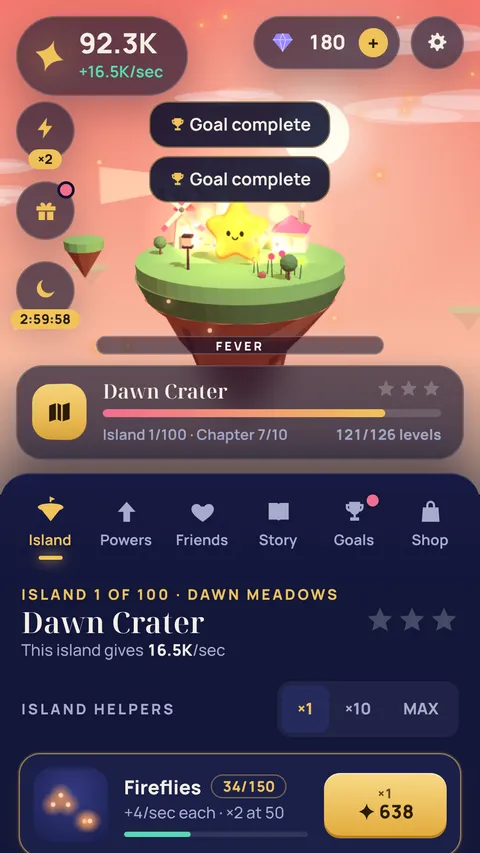 92.3K
+16.5K/sec
180
+
×2
Goal complete
Goal complete
2:59:58
FEVER
Dawn Crater
Island 1/100 · Chapter 7/10
121/126 levels
Island
Powers
Friends
Story
Goals
Shop
ISLAND 1 OF 100 · DAWN MEADOWS
Dawn Crater
This island gives 16.5K/sec
ISLAND HELPERS
×1
×10
MAX
Fireflies
34/150
+4/sec each · ×2 at 50
×1
638